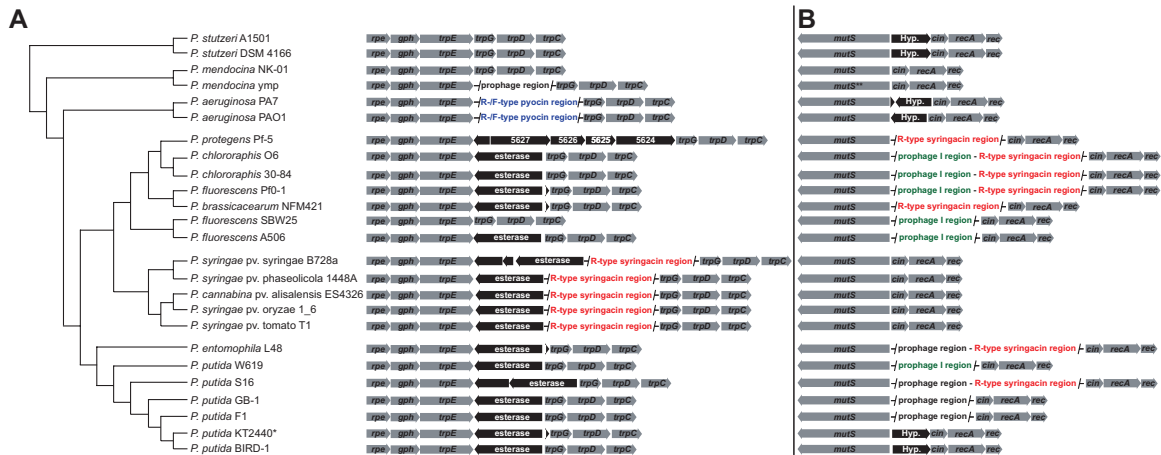 A
B
P. stutzeri A1501 rpe gph trpE trpG trpD trpC mutS Hyp. cin recA rec
P. stutzeri DSM 4166 rpe gph trpE trpG trpD trpC mutS Hyp. cin recA rec
P. mendocina NK-01 rpe gph trpE trpG trpD trpC mutS cin recA rec
P. mendocina ymp rpe gph trpE prophage region trpG trpD trpC mutS** cin recA rec
P. aeruginosa PA7 rpe gph trpE R-/F-type pyocin region trpG trpD trpC mutS Hyp. cin recA rec
P. aeruginosa PAO1 rpe gph trpE R-/F-type pyocin region trpG trpD trpC mutS Hyp. cin recA rec
P. protegens Pf-5 rpe gph trpE 5627 5626 5625 5624 trpG trpD trpC mutS R-type syringacin region cin recA rec
P. chlororaphis O6 rpe gph trpE esterase trpG trpD trpC mutS prophage I region - R-type syringacin region cin recA rec
P. chlororaphis 30-84 rpe gph trpE esterase trpG trpD trpC mutS prophage I region - R-type syringacin region cin recA rec
P. fluorescens Pf0-1 rpe gph trpE esterase trpG trpD trpC mutS prophage I region - R-type syringacin region cin recA rec
P. brassicacearum NFM421 rpe gph trpE esterase trpG trpD trpC mutS R-type syringacin region cin recA rec
P. fluorescens SBW25 rpe gph trpE trpG trpD trpC mutS prophage I region cin recA rec
P. fluorescens A506 rpe gph trpE esterase trpG trpD trpC mutS prophage I region cin recA rec
P. syringae pv. syringae B728a rpe gph trpE esterase R-type syringacin region trpG trpD trpC mutS cin recA rec
P. syringae pv. phaseolicola 1448A rpe gph trpE esterase R-type syringacin region trpG trpD trpC mutS cin recA rec
P. cannabina pv. alisalensis ES4326 rpe gph trpE esterase R-type syringacin region trpG trpD trpC mutS cin recA rec
P. syringae pv. oryzae 1_6 rpe gph trpE esterase R-type syringacin region trpG trpD trpC mutS cin recA rec
P. syringae pv. tomato T1 rpe gph trpE esterase R-type syringacin region trpG trpD trpC mutS cin recA rec
P. entomophila L48 rpe gph trpE esterase trpG trpD trpC mutS prophage region - R-type syringacin region cin recA rec
P. putida W619 rpe gph trpE esterase trpG trpD trpC mutS prophage I region cin recA rec
P. putida S16 rpe gph trpE esterase trpG trpD trpC mutS prophage region - R-type syringacin region cin recA rec
P. putida GB-1 rpe gph trpE esterase trpG trpD trpC mutS prophage region cin recA rec
P. putida F1 rpe gph trpE esterase trpG trpD trpC mutS prophage region cin recA rec
P. putida KT2440* rpe gph trpE esterase trpG trpD trpC mutS Hyp. cin recA rec
P. putida BIRD-1 rpe gph trpE esterase trpG trpD trpC mutS Hyp. cin recA rec